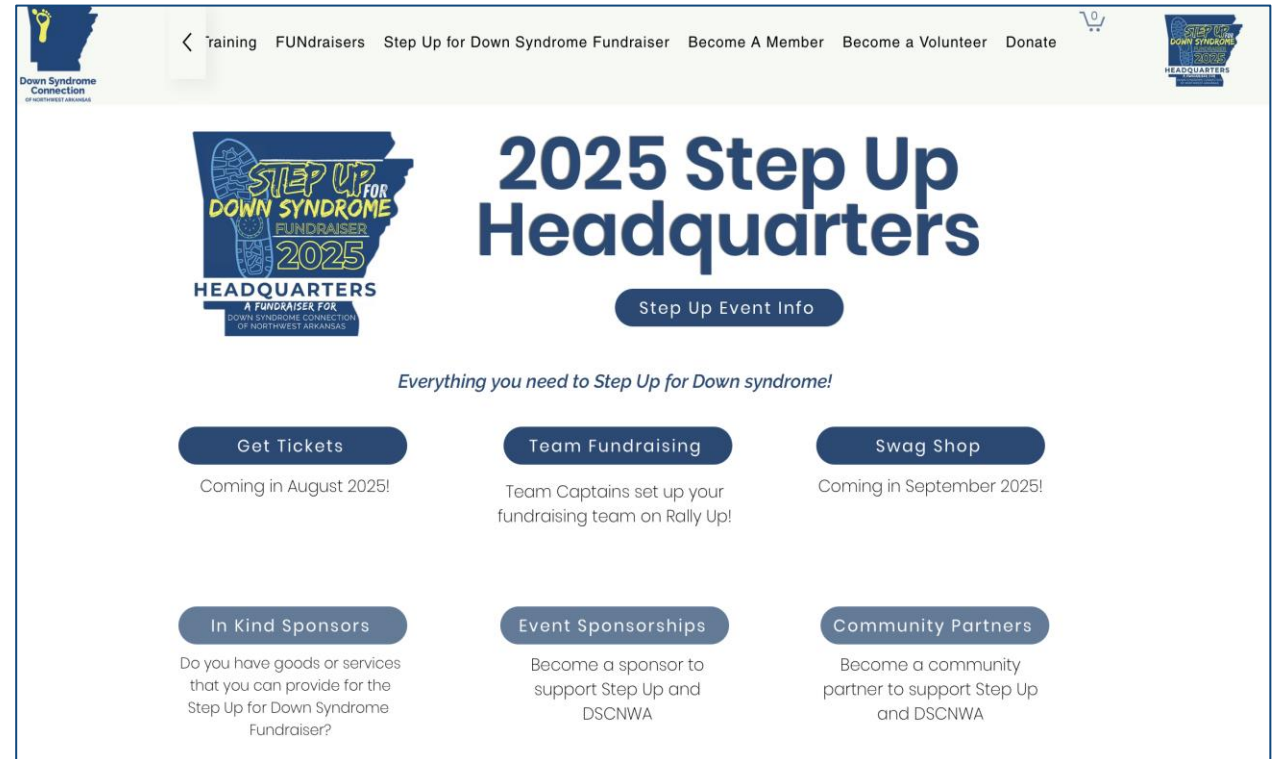 Down Syndrome
Connection
OF NORTHWEST ARKANSAS
raining FUNdraisers Step Up for Down Syndrome Fundraiser Become A Member Become a Volunteer Donate
0
STEP UP FOR
DOWN SYNDROME
2025
HEADQUARTERS
STEP UP FOR
DOWN SYNDROME
FUNDRAISER
2025
HEADQUARTERS
A FUNDRAISER FOR
DOWN SYNDROME CONNECTION
OF NORTHWEST ARKANSAS
2025 Step Up
Headquarters
Step Up Event Info
Everything you need to Step Up for Down syndrome!
Get Tickets
Coming in August 2025!
Team Fundraising
Team Captains set up your
fundraising team on Rally Up!
Swag Shop
Coming in September 2025!
In Kind Sponsors
Do you have goods or services
that you can provide for the
Step Up for Down Syndrome
Fundraiser?
Event Sponsorships
Become a sponsor to
support Step Up and
DSCNWA
Community Partners
Become a community
partner to support Step Up
and DSCNWA